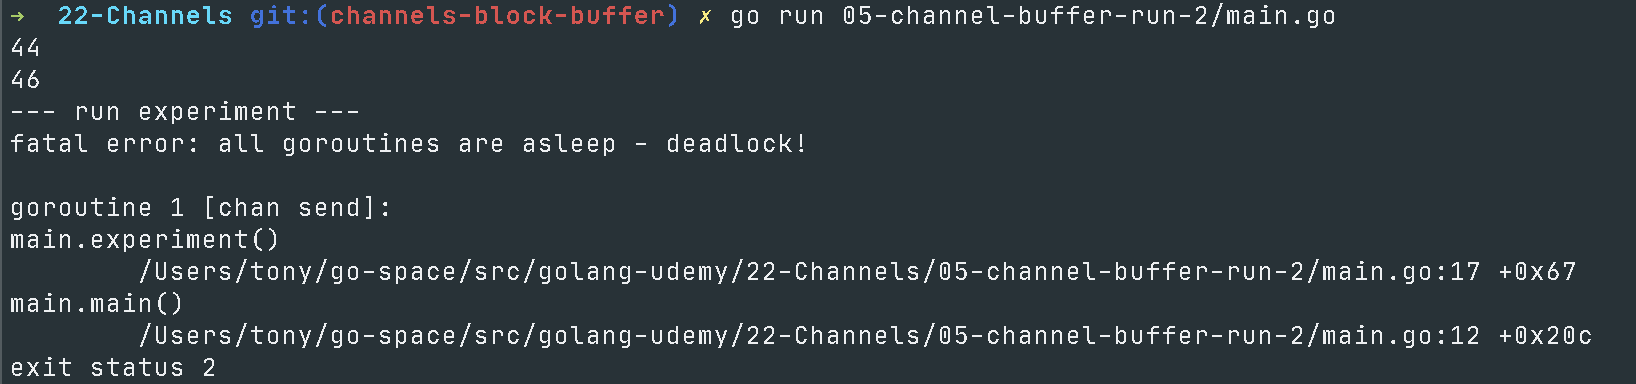 → 22-Channels git:(channels-block-buffer) ✗ go run 05-channel-buffer-run-2/main.go
44
46
--- run experiment ---
fatal error: all goroutines are asleep - deadlock!
goroutine 1 [chan send]:
main.experiment()
/Users/tony/go-space/src/golang-udemy/22-Channels/05-channel-buffer-run-2/main.go:17 +0x67
main.main()
/Users/tony/go-space/src/golang-udemy/22-Channels/05-channel-buffer-run-2/main.go:12 +0x20c
exit status 2